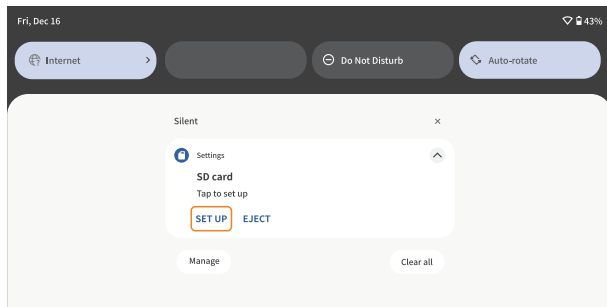 Fri, Dec 16 43%
Internet Do Not Disturb Auto-rotate
Silent
Settings
SD card
Tap to set up
SET UP EJECT
Manage Clear all